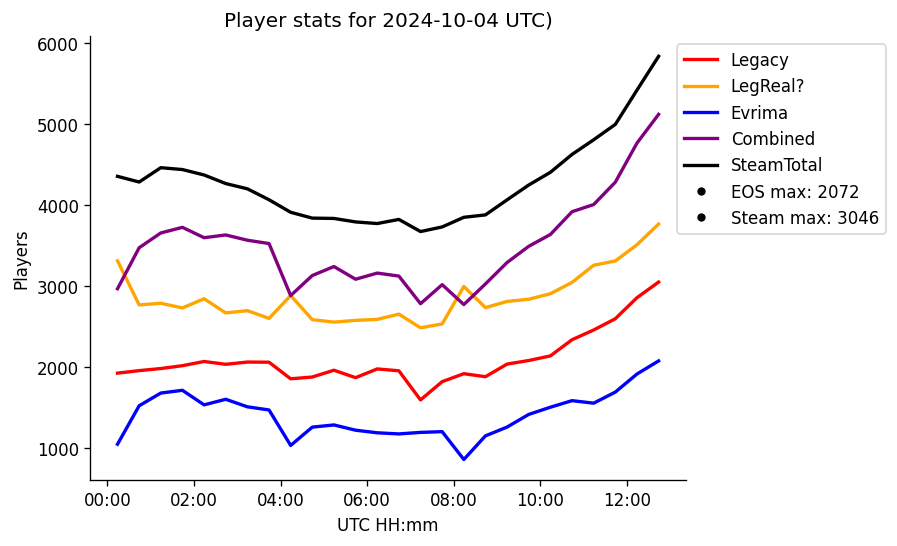 Player stats for 2024-10-04 UTC)
6000
5000
4000
3000
2000
1000
Players
00:00 02:00 04:00 06:00 08:00 10:00 12:00
UTC HH:mm
Legacy
LegReal?
Evrima
Combined
SteamTotal
EOS max: 2072
Steam max: 3046